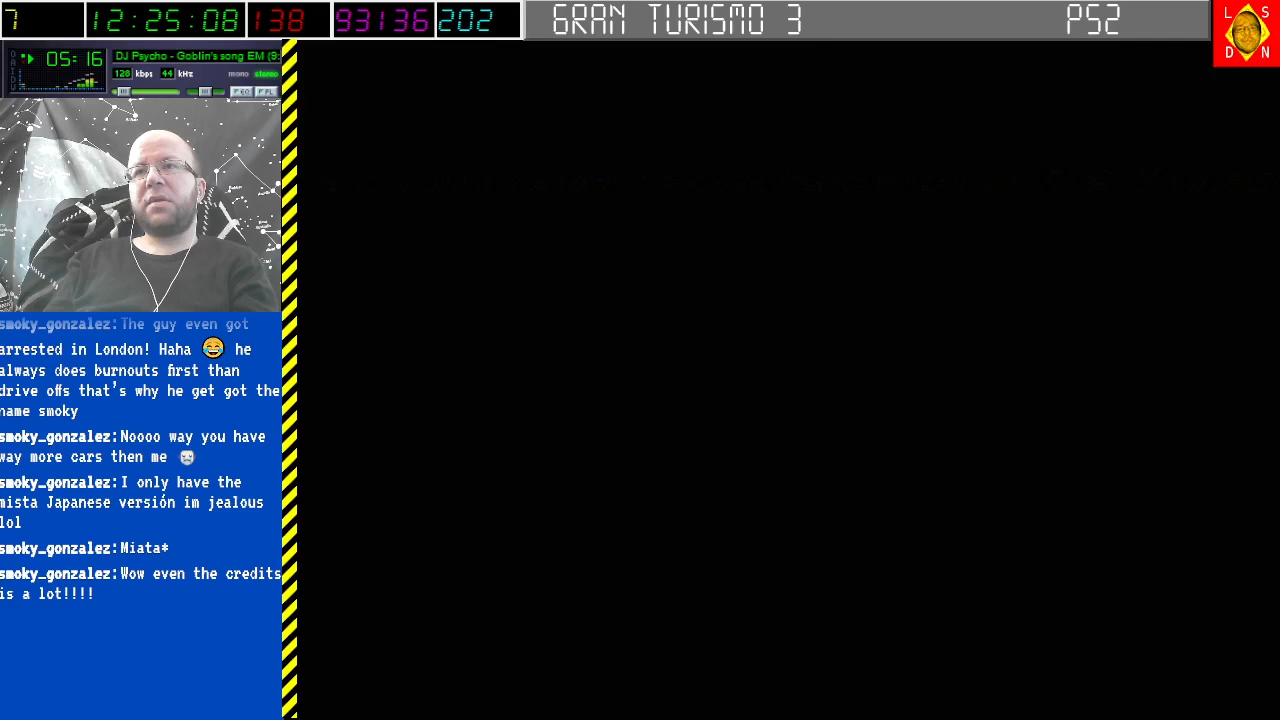 7 12:25:08 138 93136 202 GRAN TURISMO 3 PS2
L S
D N
05:16 DJ Psycho - Goblin's song EM (9:
128 kbps 44 kHz mono stereo
EQ PL
smoky_gonzalez: The guy even got
arrested in London! Haha 😂 he
always does burnouts first than
drive offs that's why he get got the
name smoky
smoky_gonzalez: Noooo way you have
way more cars then me
smoky_gonzalez: I only have the
mista Japanese versión im jealous
lol
smoky_gonzalez: Miata*
smoky_gonzalez: Wow even the credits
is a lot!!!!